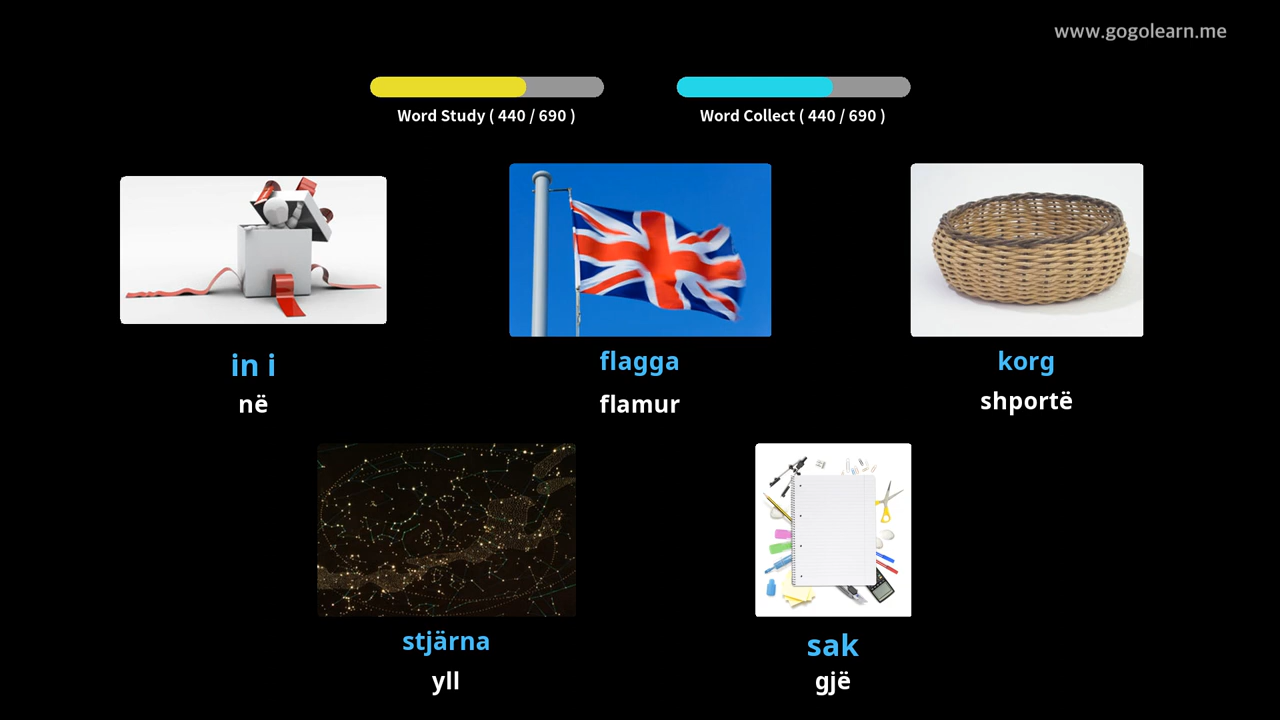 www.gogolearn.me
Word Study ( 440 / 690 )
Word Collect ( 440 / 690 )
in i
në
flagga
flamur
korg
shportë
stjärna
yll
sak
gjë